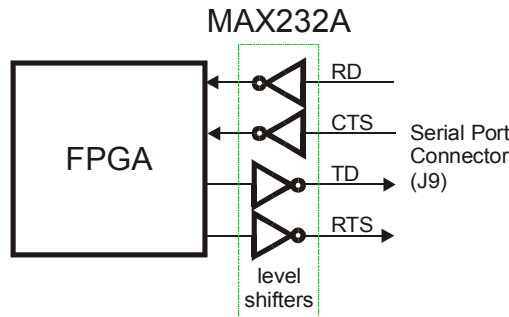 MAX232A
RD
CTS
FPGA
Serial Port
Connector
(J9)
TD
RTS
level
shifters